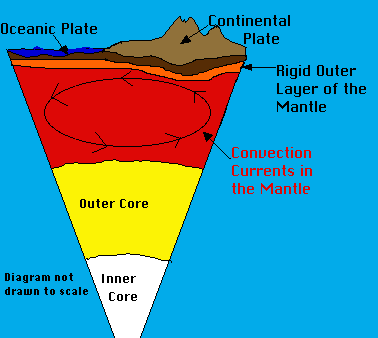 Oceanic Plate
Continental
Plate
Rigid Outer
Layer of the
Mantle
Convection
Currents in
the Mantle
Outer Core
Inner
Core
Diagram not
drawn to scale